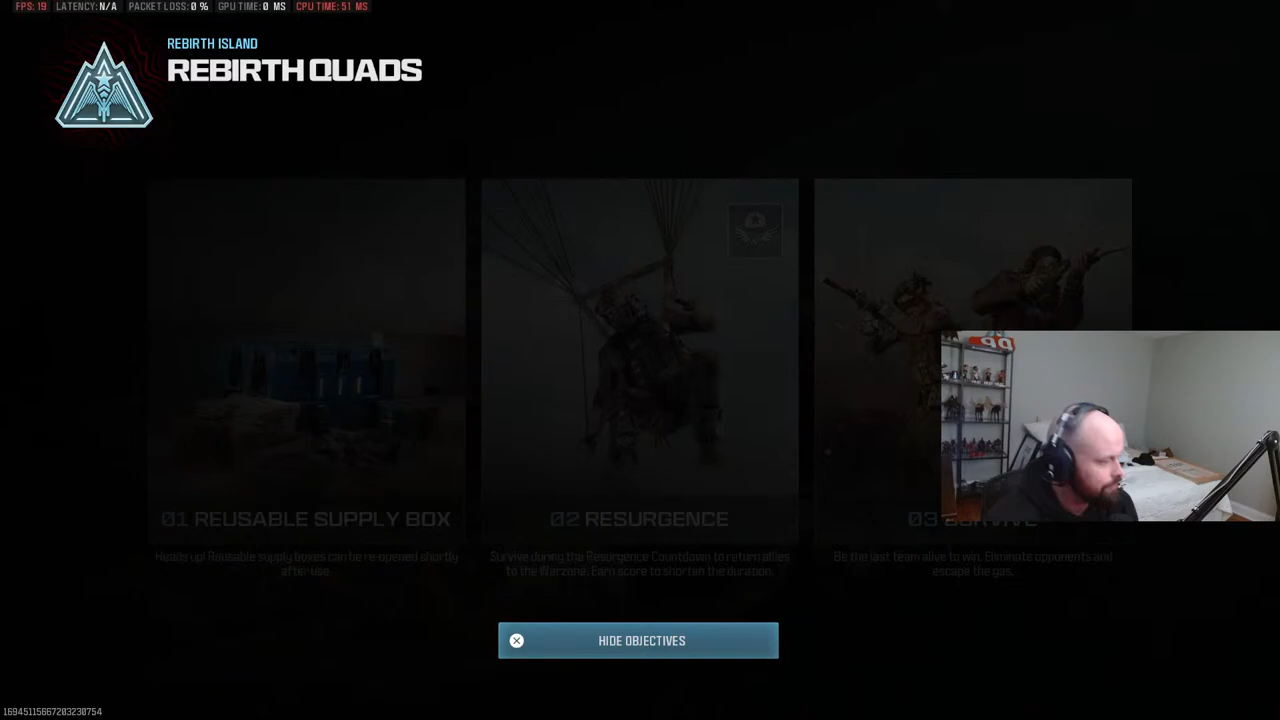 FPS: 19 LATENCY: N/A PACKET LOSS: 0 % GPU TIME: 0 MS CPU TIME: 51 MS
REBIRTH ISLAND
REBIRTH QUADS
01 REUSABLE SUPPLY BOX
Heads up! Reusable supply boxes can be re-opened shortly
after use.
02 RESURGENCE
Survive during the Resurgence Countdown to return allies
to the Warzone. Earn score to shorten the duration.
03 SURVIVE
Be the last team alive to win. Eliminate opponents and
escape the gas.
HIDE OBJECTIVES
16945115667203230754